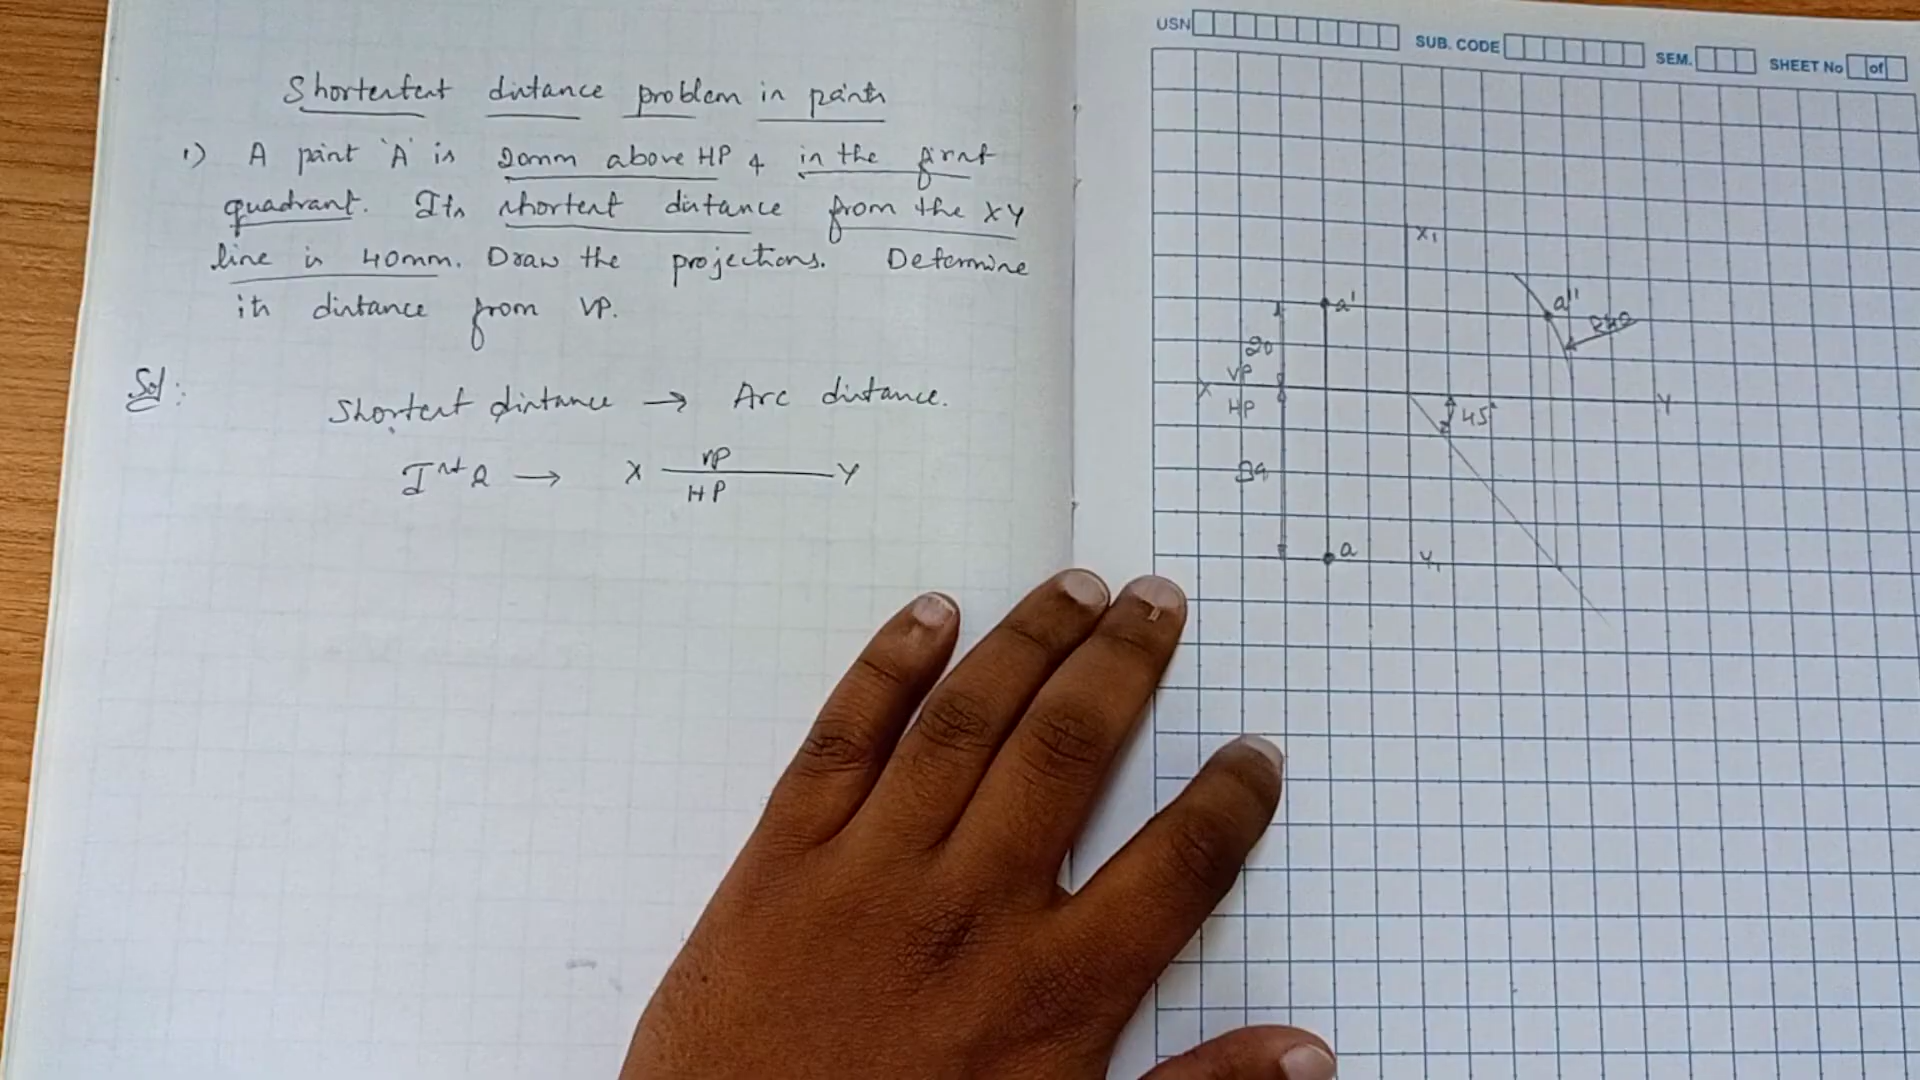 Shortestest distance problem in points
1) A point 'A' is 20mm above HP & in the first
quadrant. Its shortest distance from the XY
line is 40mm. Draw the projections. Determine
its distance from VP.
Sol:
Shortest distance → Arc distance.
Ist Q → X VP Y
HP
USN
SUB. CODE
SEM.
SHEET No of
X1
a'
a''
R40
20
VP
X
Y
HP
45°
a
Y1